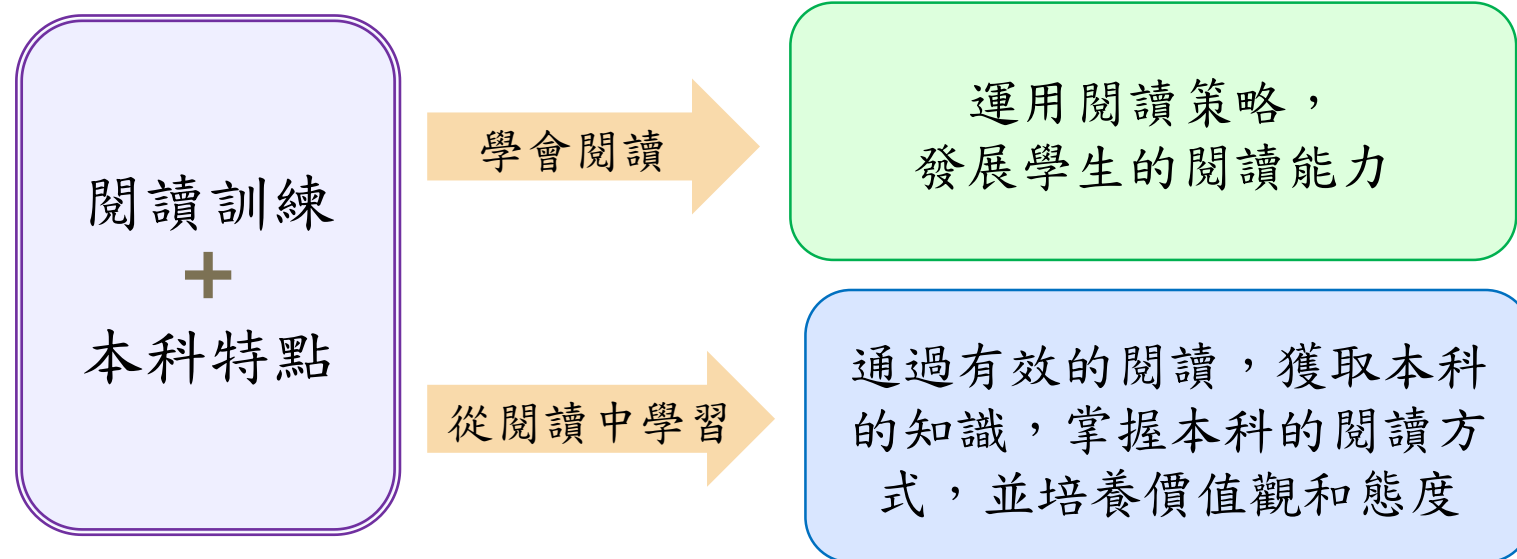 閱讀訓練
+
本科特點
學會閱讀
運用閱讀策略，
發展學生的閱讀能力
從閱讀中學習
通過有效的閱讀，獲取本科
的知識，掌握本科的閱讀方
式，並培養價值觀和態度